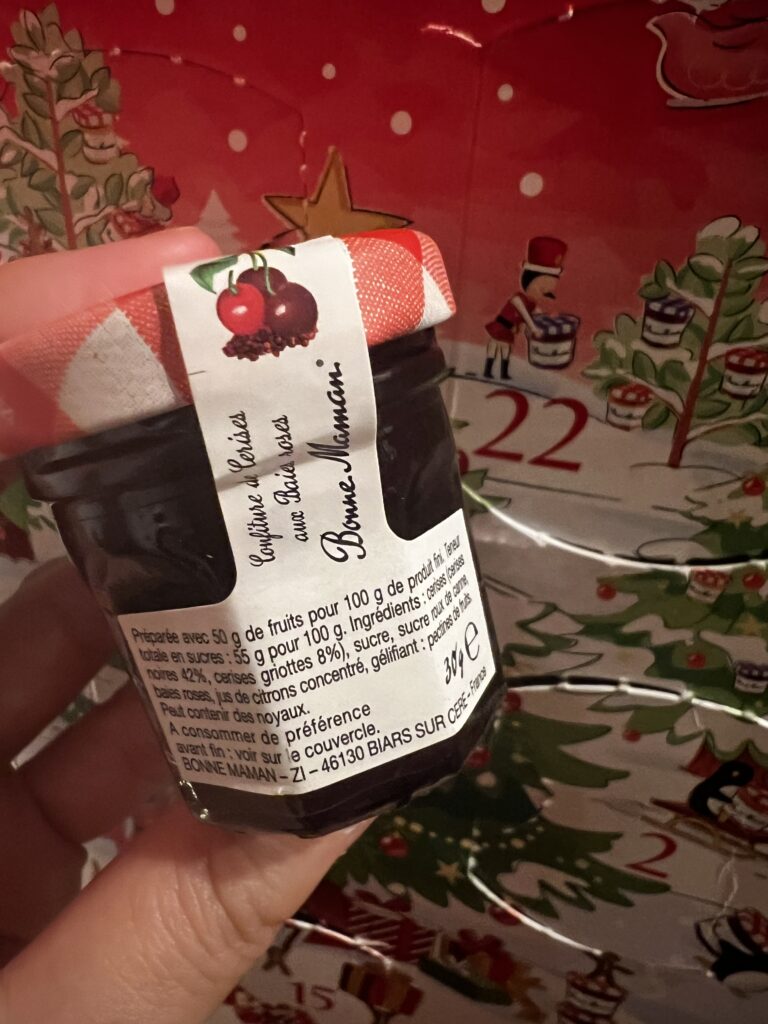 Confiture de Cerises
aux Baies roses
Bonne Maman®
Préparée avec 50 g de fruits pour 100 g de produit fini. Teneur
totale en sucres : 55 g pour 100 g. Ingrédients : cerises (cerises
noires 42%, cerises griottes 8%), sucre, sucre roux de canne,
baies roses, jus de citrons concentré, gélifiant : pectines de fruits.
Peut contenir des noyaux.
30g e
A consommer de préférence
avant fin : voir sur le couvercle.
BONNE MAMAN – ZI – 46130 BIARS SUR CERE - France
22
2
15